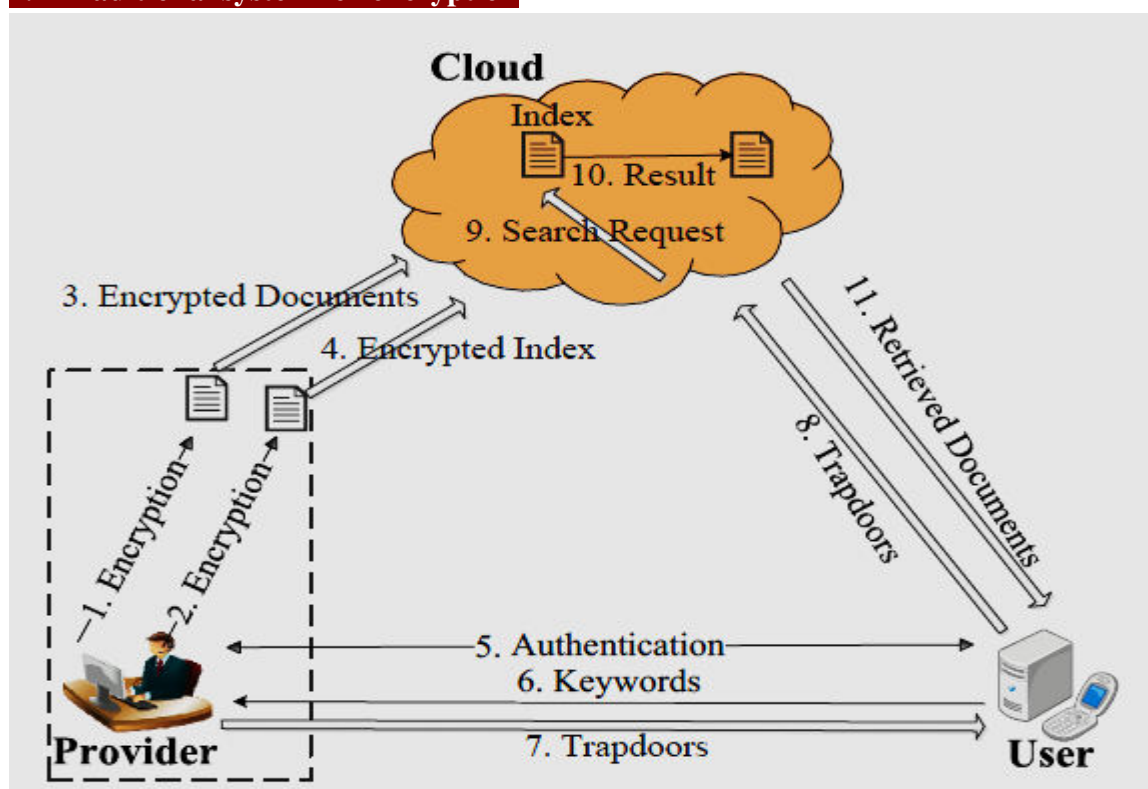 Cloud
Index
10. Result
9. Search Request
3. Encrypted Documents
4. Encrypted Index
11. Retrieved Documents
8. Trapdoors
1. Encryption
2. Encryption
5. Authentication
6. Keywords
7. Trapdoors
Provider
User